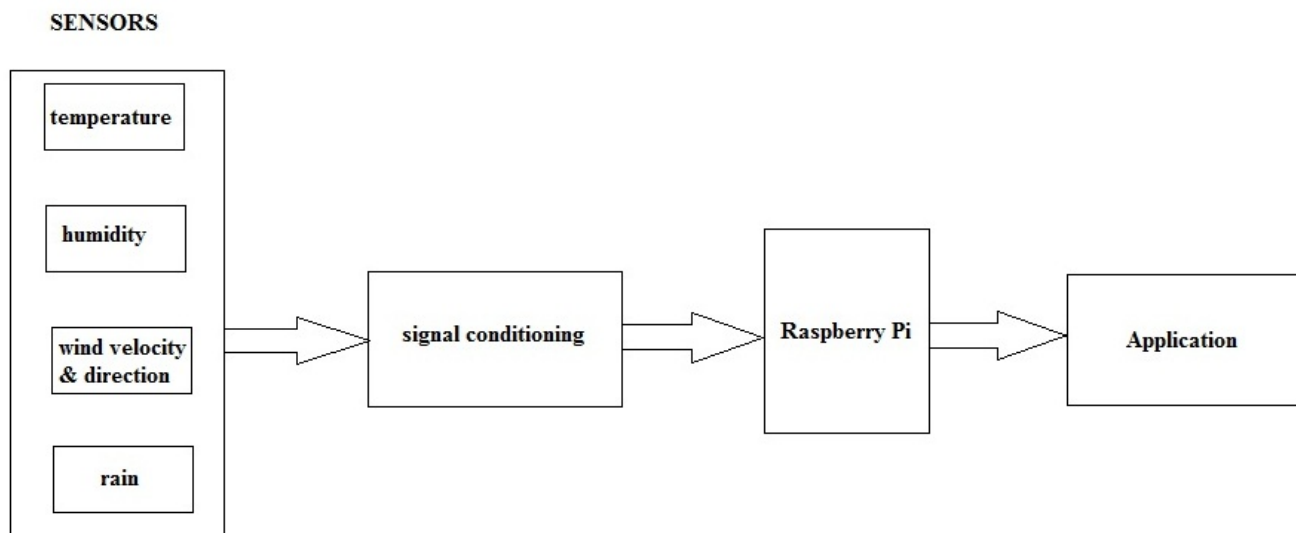 SENSORS
temperature
humidity
wind velocity
& direction
rain
signal conditioning
Raspberry Pi
Application